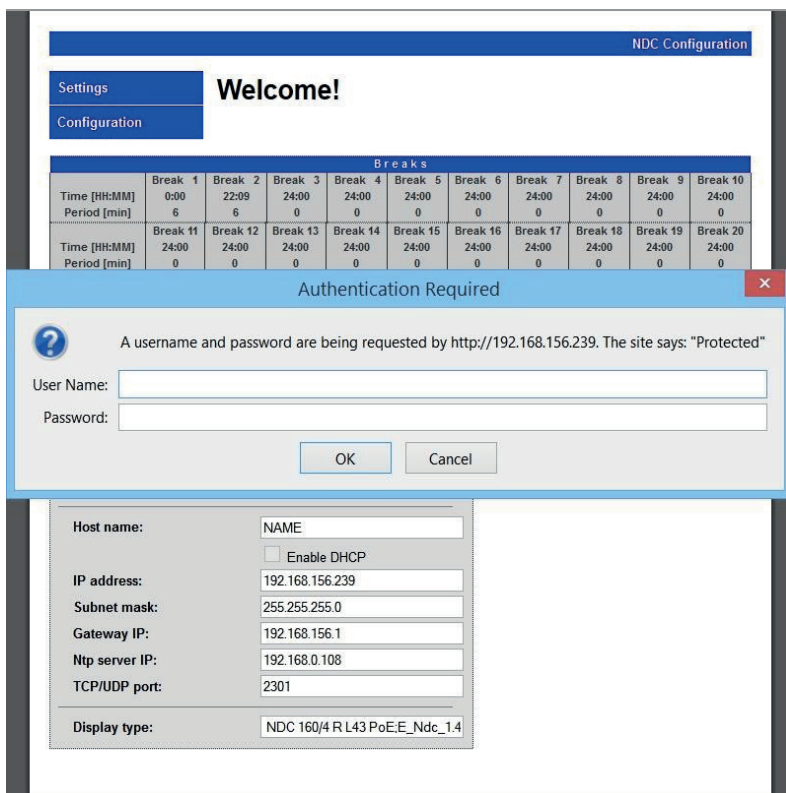 NDC Configuration
Settings
Welcome!
Configuration
Breaks
Break 1 Break 2 Break 3 Break 4 Break 5 Break 6 Break 7 Break 8 Break 9 Break 10
Time [HH:MM] 0:00 22:09 24:00 24:00 24:00 24:00 24:00 24:00 24:00 24:00
Period [min] 6 6 0 0 0 0 0 0 0 0
Break 11 Break 12 Break 13 Break 14 Break 15 Break 16 Break 17 Break 18 Break 19 Break 20
Time [HH:MM] 24:00 24:00 24:00 24:00 24:00 24:00 24:00 24:00 24:00 24:00
Period [min] 0 0 0 0 0 0 0 0 0 0
Authentication Required
A username and password are being requested by http://192.168.156.239. The site says: "Protected"
User Name:
Password:
OK Cancel
Host name: NAME
Enable DHCP
IP address: 192.168.156.239
Subnet mask: 255.255.255.0
Gateway IP: 192.168.156.1
Ntp server IP: 192.168.0.108
TCP/UDP port: 2301
Display type: NDC 160/4 R L43 PoE;E_Ndc_1.4